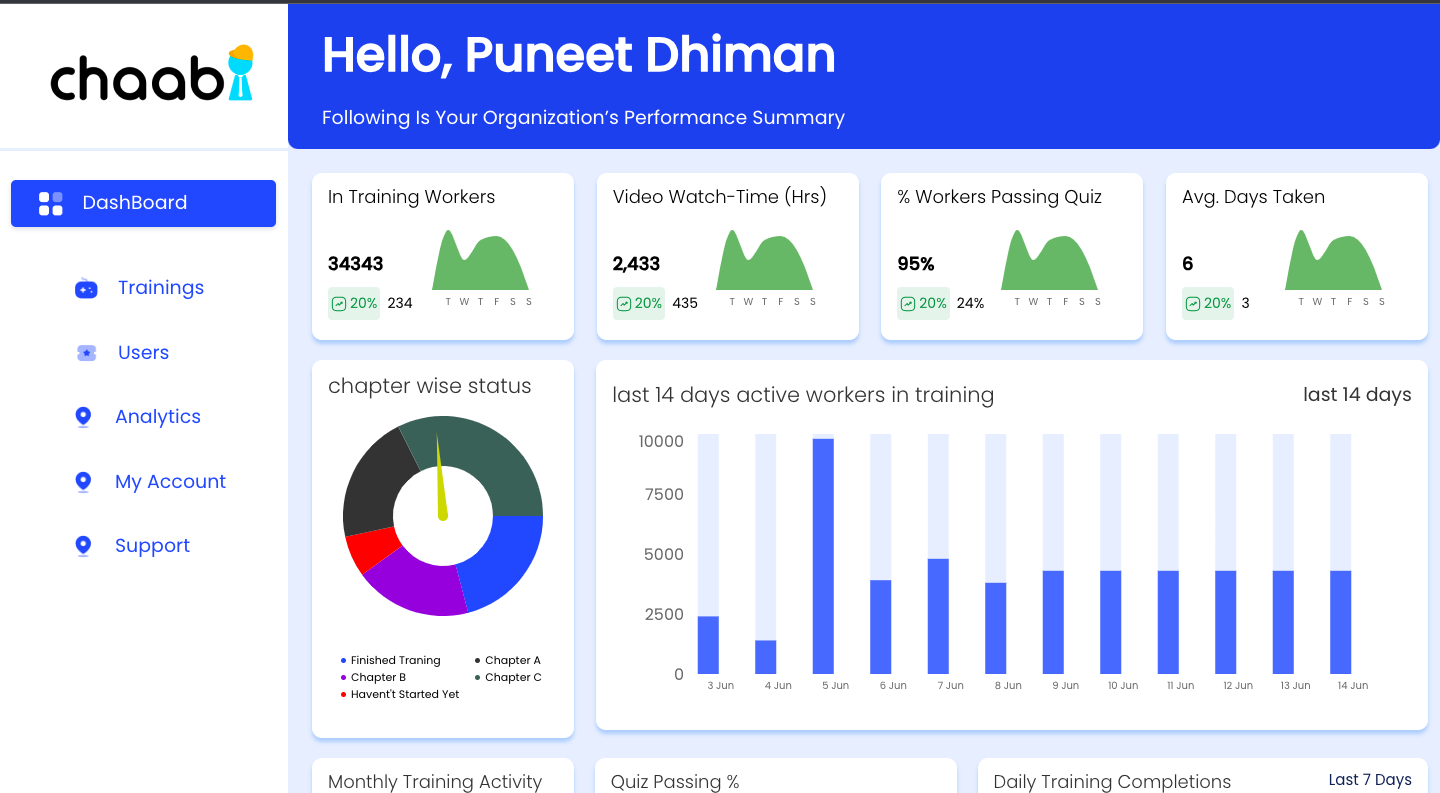 chaabi
Hello, Puneet Dhiman
Following Is Your Organization’s Performance Summary
DashBoard
Trainings
Users
Analytics
My Account
Support
In Training Workers
34343
20% 234
T W T F S S
Video Watch-Time (Hrs)
2,433
20% 435
T W T F S S
% Workers Passing Quiz
95%
20% 24%
T W T F S S
Avg. Days Taken
6
20% 3
T W T F S S
chapter wise status
Finished Traning
Chapter A
Chapter B
Chapter C
Havent't Started Yet
last 14 days active workers in training
last 14 days
10000
7500
5000
2500
0
3 Jun 4 Jun 5 Jun 6 Jun 7 Jun 8 Jun 9 Jun 10 Jun 11 Jun 12 Jun 13 Jun 14 Jun
Monthly Training Activity
Quiz Passing %
Daily Training Completions
Last 7 Days